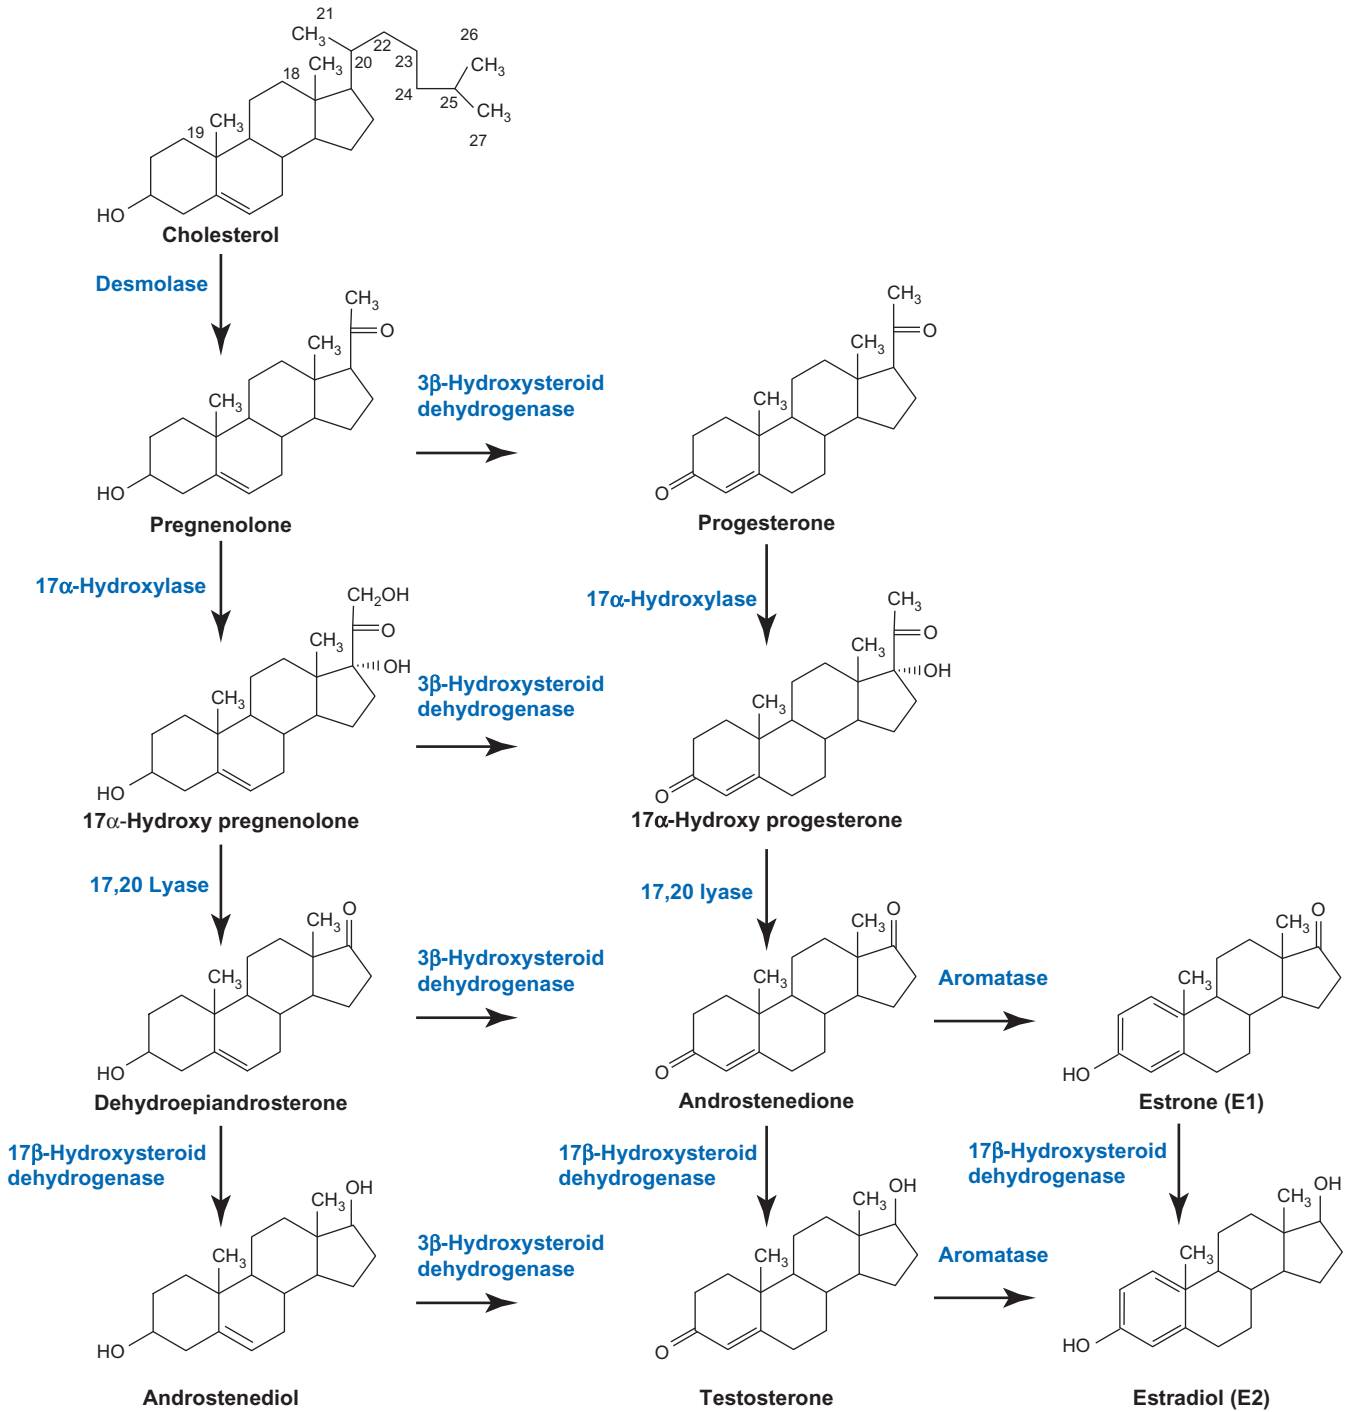 21
CH3
22
26
20
23
CH3
18
CH3
24
25
CH3
19
CH3
27
HO
Cholesterol
Desmolase
CH3
O
CH3
CH3
HO
Pregnenolone
3β-Hydroxysteroid
dehydrogenase
CH3
O
CH3
CH3
O
Progesterone
17α-Hydroxylase
17α-Hydroxylase
CH2OH
O
CH3
OH
CH3
HO
17α-Hydroxy pregnenolone
3β-Hydroxysteroid
dehydrogenase
CH3
O
CH3
OH
CH3
O
17α-Hydroxy progesterone
17,20 Lyase
17,20 lyase
O
CH3
CH3
HO
Dehydroepiandrosterone
3β-Hydroxysteroid
dehydrogenase
O
CH3
CH3
O
Androstenedione
Aromatase
O
CH3
CH3
HO
Estrone (E1)
17β-Hydroxysteroid
dehydrogenase
17β-Hydroxysteroid
dehydrogenase
17β-Hydroxysteroid
dehydrogenase
OH
CH3
CH3
HO
Androstenediol
3β-Hydroxysteroid
dehydrogenase
OH
CH3
CH3
O
Testosterone
Aromatase
OH
CH3
CH3
HO
Estradiol (E2)